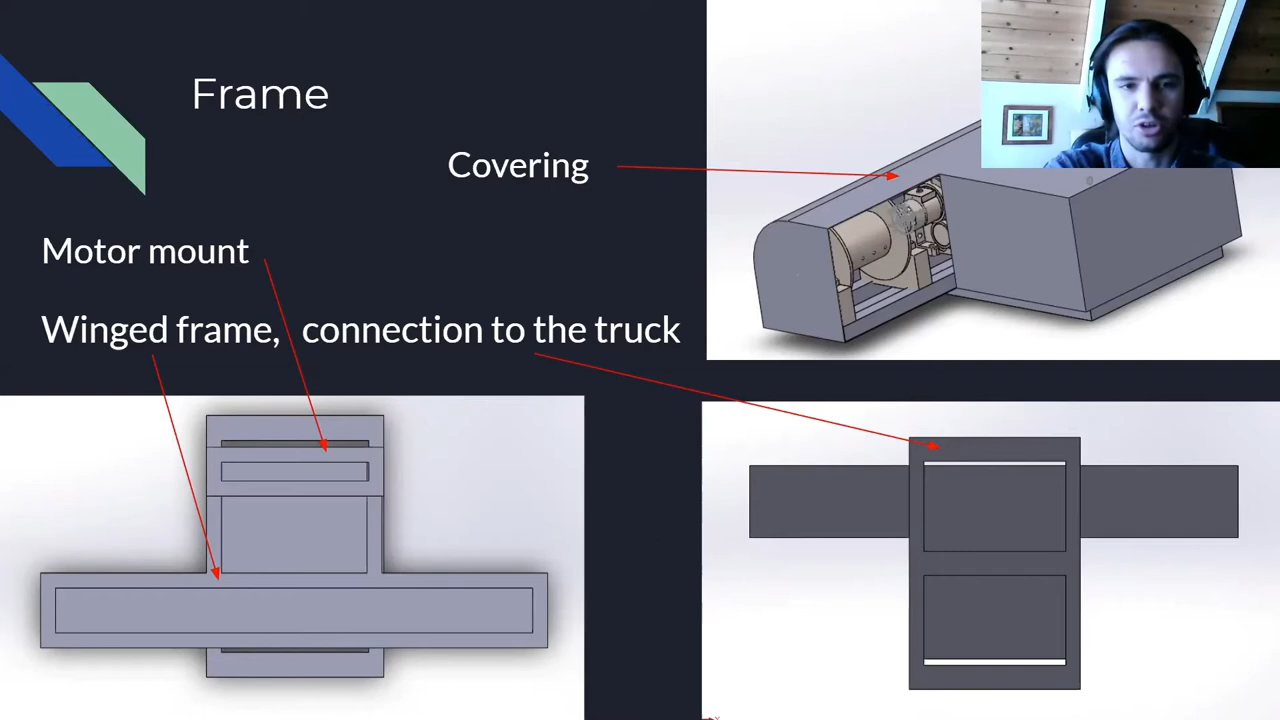 Frame
Covering
Motor mount
Winged frame, connection to the truck